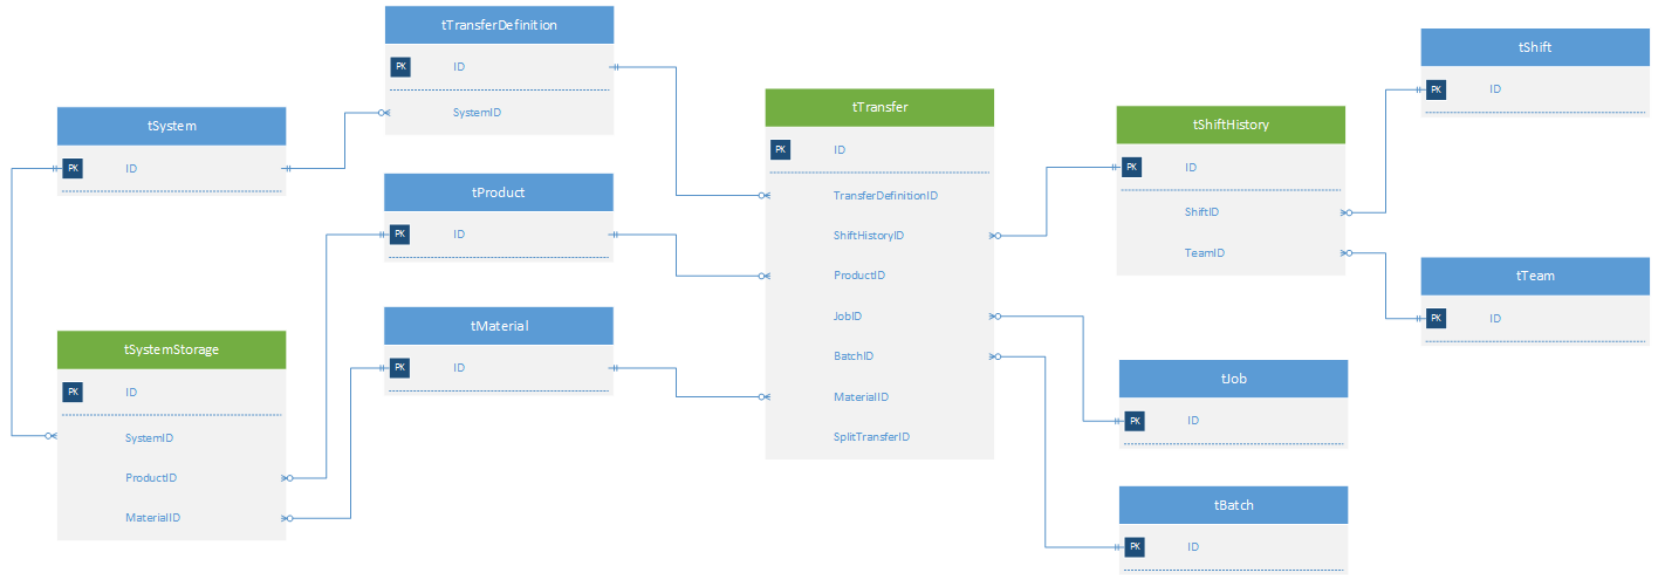 tTransferDefinition
PK ID
SystemID
tSystem
PK ID
tProduct
PK ID
tMaterial
PK ID
tSystemStorage
PK ID
SystemID
ProductID
MaterialID
tTransfer
PK ID
TransferDefinitionID
ShiftHistoryID
ProductID
JobID
BatchID
MaterialID
SplitTransferID
tShiftHistory
PK ID
ShiftID
TeamID
tShift
PK ID
tTeam
PK ID
tJob
PK ID
tBatch
PK ID